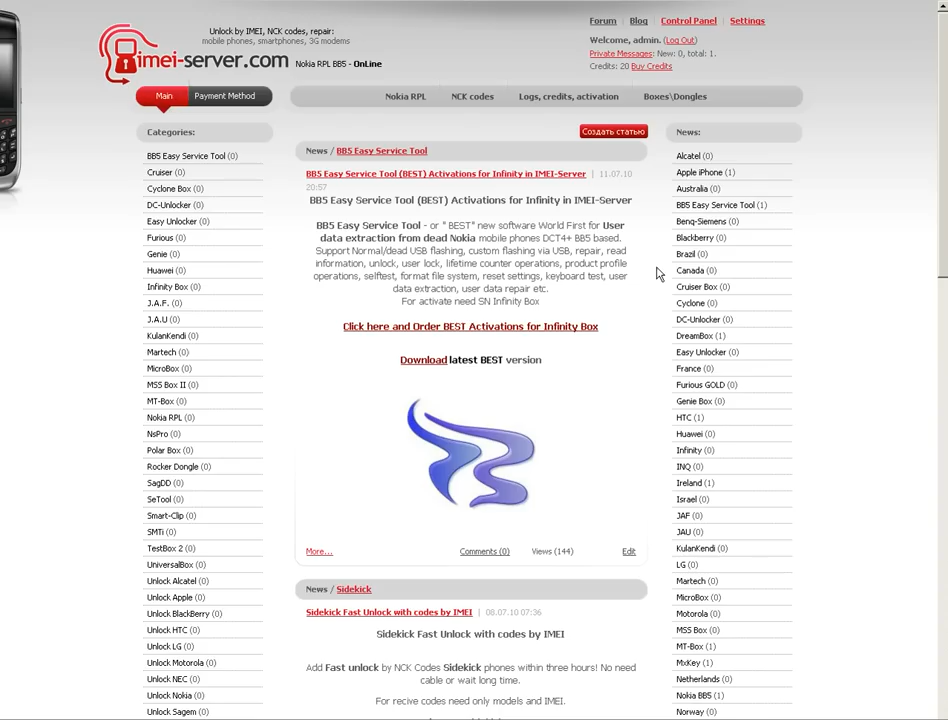 Unlock by IMEI, NCK codes, repair:
mobile phones, smartphones, 3G modems
imei-server.com
Nokia RPL BB5 - Online
Forum | Blog | Control Panel | Settings
Welcome, admin. (Log Out)
Private Messages: New: 0, total: 1.
Credits: 20 Buy Credits
Main
Payment Method
Nokia RPL
NCK codes
Logs, credits, activation
Boxes\Dongles
Categories:
BB5 Easy Service Tool (0)
Cruiser (0)
Cyclone Box (0)
DC-Unlocker (0)
Easy Unlocker (0)
Furious (0)
Genie (0)
Huawei (0)
Infinity Box (0)
J.A.F. (0)
J.A.U (0)
KulanKendi (0)
Martech (0)
MicroBox (0)
MSS Box II (0)
MT-Box (0)
Nokia RPL (0)
NsPro (0)
Polar Box (0)
Rocker Dongle (0)
SagDD (0)
SeTool (0)
Smart-Clip (0)
SMTi (0)
TestBox 2 (0)
UniversalBox (0)
Unlock Alcatel (0)
Unlock Apple (0)
Unlock BlackBerry (0)
Unlock HTC (0)
Unlock LG (0)
Unlock Motorola (0)
Unlock NEC (0)
Unlock Nokia (0)
Unlock Sagem (0)
Создать статью
News / BB5 Easy Service Tool
BB5 Easy Service Tool (BEST) Activations for Infinity in IMEI-Server | 11.07.10
20:57
BB5 Easy Service Tool (BEST) Activations for Infinity in IMEI-Server
BB5 Easy Service Tool - or " BEST" new software World First for User
data extraction from dead Nokia mobile phones DCT4+ BB5 based.
Support Normal/dead USB flashing, custom flashing via USB, repair, read
information, unlock, user lock, lifetime counter operations, product profile
operations, selftest, format file system, reset settings, keyboard test, user
data extraction, user data repair etc.
For activate need SN Infinity Box
Click here and Order BEST Activations for Infinity Box
Download latest BEST version
More...
Comments (0)
Views (144)
Edit
News / Sidekick
Sidekick Fast Unlock with codes by IMEI | 08.07.10 07:36
Sidekick Fast Unlock with codes by IMEI
Add Fast unlock by NCK Codes Sidekick phones within three hours! No need
cable or wait long time.
For recive codes need only models and IMEI.
News:
Alcatel (0)
Apple iPhone (1)
Australia (0)
BB5 Easy Service Tool (1)
Benq-Siemens (0)
Blackberry (0)
Brazil (0)
Canada (0)
Cruiser Box (0)
Cyclone (0)
DC-Unlocker (0)
DreamBox (1)
Easy Unlocker (0)
France (0)
Furious GOLD (0)
Genie Box (0)
HTC (1)
Huawei (0)
Infinity (0)
INQ (0)
Ireland (1)
Israel (0)
JAF (0)
JAU (0)
KulanKendi (0)
LG (0)
Martech (0)
MicroBox (0)
Motorola (0)
MSS Box (0)
MT-Box (1)
MxKey (1)
Netherlands (0)
Nokia BB5 (1)
Norway (0)